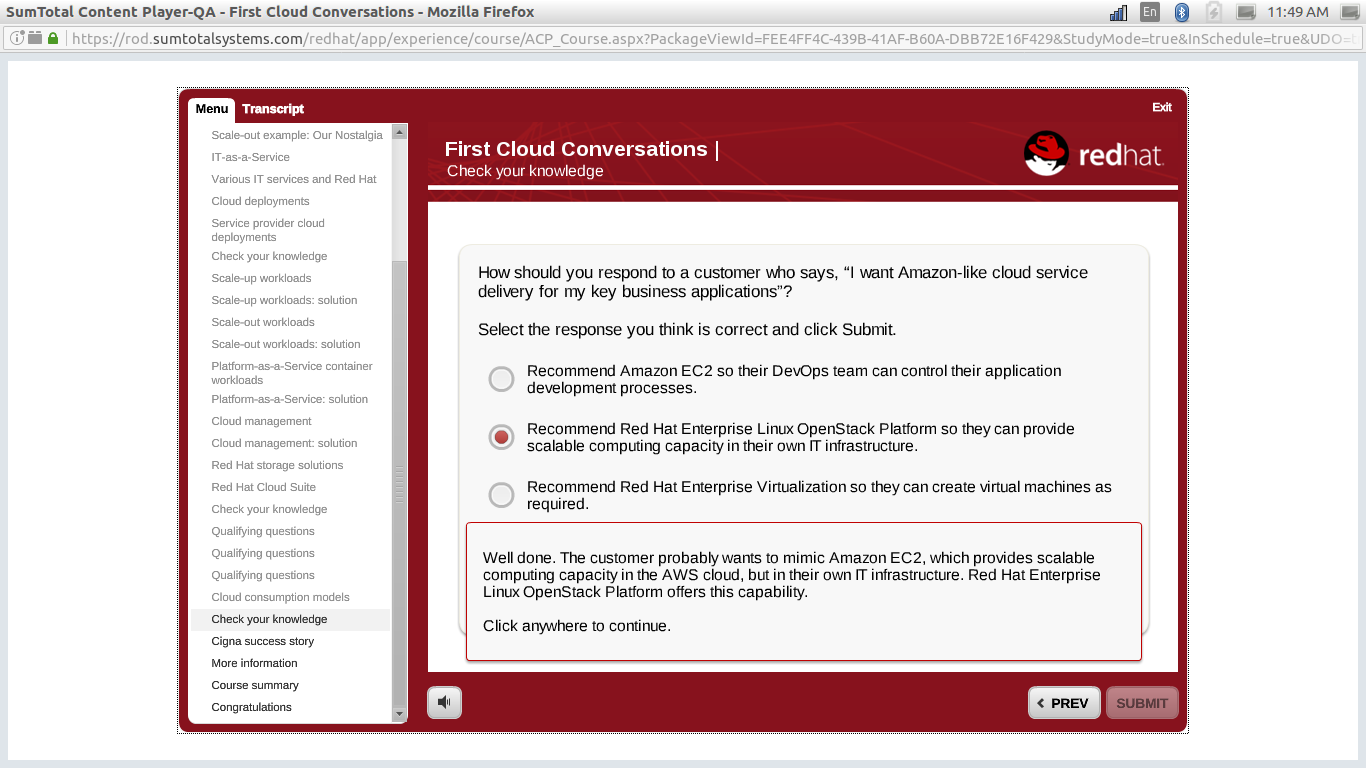 SumTotal Content Player-QA - First Cloud Conversations - Mozilla Firefox
En
11:49 AM
https://rod.sumtotalsystems.com/redhat/app/experience/course/ACP_Course.aspx?PackageViewId=FEE4FF4C-439B-41AF-B60A-DBB72E16F429&StudyMode=true&InSchedule=true&UDO=
Menu
Transcript
Exit
Scale-out example: Our Nostalgia
IT-as-a-Service
Various IT services and Red Hat
Cloud deployments
Service provider cloud
deployments
Check your knowledge
Scale-up workloads
Scale-up workloads: solution
Scale-out workloads
Scale-out workloads: solution
Platform-as-a-Service container
workloads
Platform-as-a-Service: solution
Cloud management
Cloud management: solution
Red Hat storage solutions
Red Hat Cloud Suite
Check your knowledge
Qualifying questions
Qualifying questions
Qualifying questions
Cloud consumption models
Check your knowledge
Cigna success story
More information
Course summary
Congratulations
First Cloud Conversations |
Check your knowledge
redhat.
How should you respond to a customer who says, “I want Amazon-like cloud service
delivery for my key business applications”?
Select the response you think is correct and click Submit.
Recommend Amazon EC2 so their DevOps team can control their application
development processes.
Recommend Red Hat Enterprise Linux OpenStack Platform so they can provide
scalable computing capacity in their own IT infrastructure.
Recommend Red Hat Enterprise Virtualization so they can create virtual machines as
required.
Well done. The customer probably wants to mimic Amazon EC2, which provides scalable
computing capacity in the AWS cloud, but in their own IT infrastructure. Red Hat Enterprise
Linux OpenStack Platform offers this capability.
Click anywhere to continue.
PREV
SUBMIT